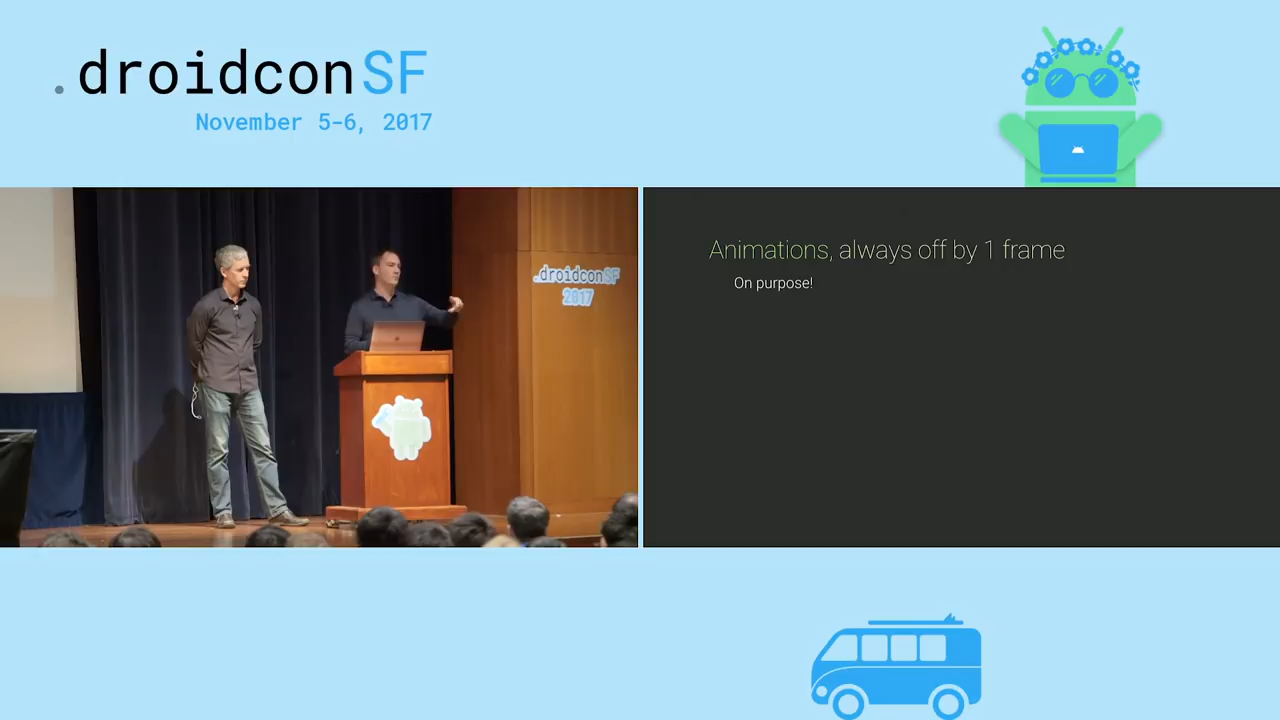 .droidconSF
November 5-6, 2017
.droidconSF
2017
Animations, always off by 1 frame
On purpose!